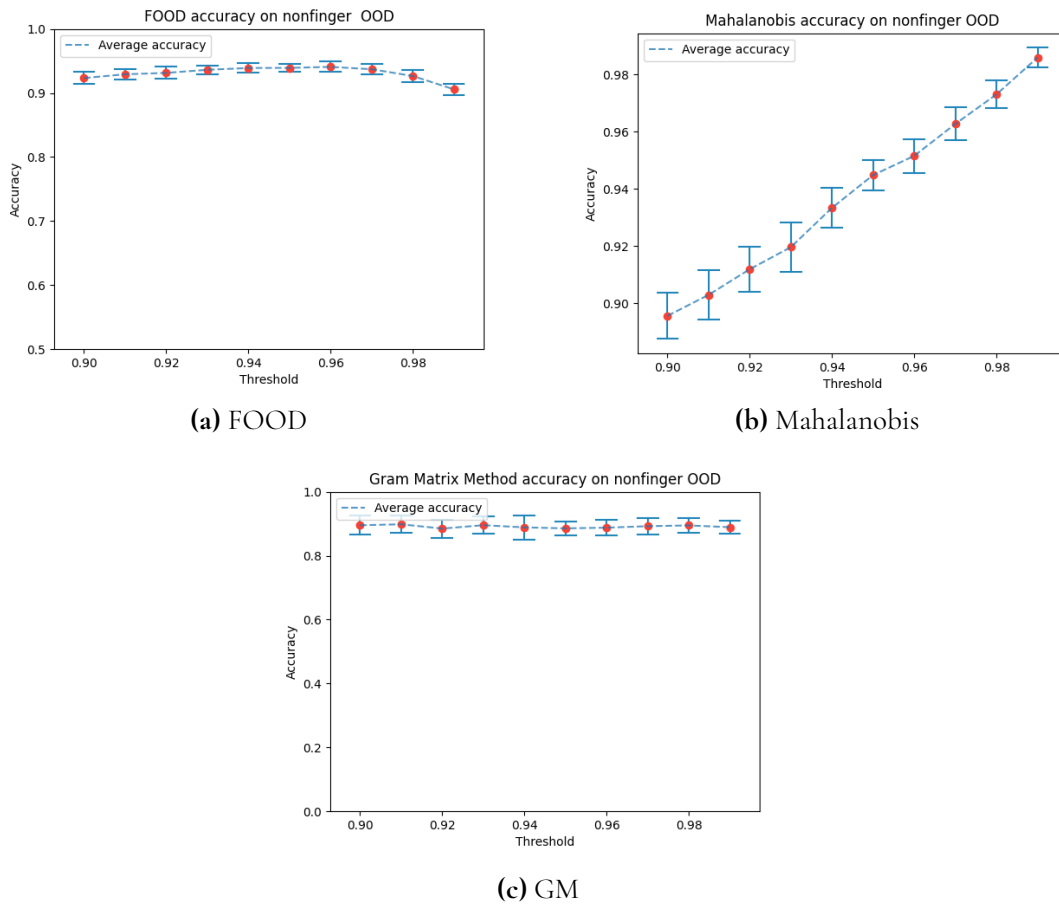 FOOD accuracy on nonfinger OOD
Average accuracy
1.0
0.9
0.8
0.7
0.6
0.5
Accuracy
0.90 0.92 0.94 0.96 0.98
Threshold
(a) FOOD
Mahalanobis accuracy on nonfinger OOD
Average accuracy
0.98
0.96
0.94
0.92
0.90
Accuracy
0.90 0.92 0.94 0.96 0.98
Threshold
(b) Mahalanobis
Gram Matrix Method accuracy on nonfinger OOD
Average accuracy
1.0
0.8
0.6
0.4
0.2
0.0
Accuracy
0.90 0.92 0.94 0.96 0.98
Threshold
(c) GM